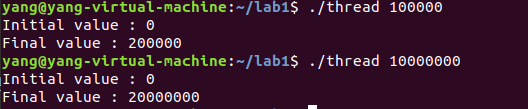 yang@yang-virtual-machine:~/lab1$ ./thread 100000
Initial value : 0
Final value : 200000
yang@yang-virtual-machine:~/lab1$ ./thread 10000000
Initial value : 0
Final value : 20000000